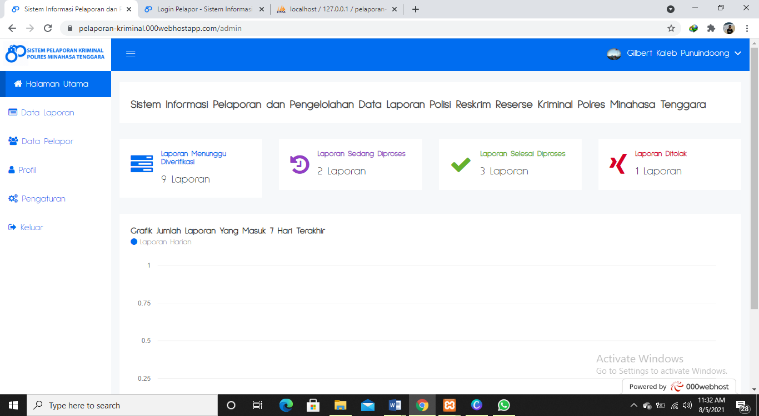 Sistem Informasi Pelaporan dan
Login Pelapor - Sistem Informas
localhost / 127.0.0.1 / pelaporan-
pelaporan-kriminal.000webhostapp.com/admin
SISTEM PELAPORAN KRIMINAL
POLRES MINAHASA TENGGARA
Gilbert Kaleb Punuindoong
Halaman Utama
Data Laporan
Data Pelapor
Profil
Pengaturan
Keluar
Sistem Informasi Pelaporan dan Pengelolahan Data Laporan Polisi Reskrim Reserse Kriminal Polres Minahasa Tenggara
Laporan Menunggu
Diverifikasi
9 Laporan
Laporan Sedang Diproses
2 Laporan
Laporan Selesai Diproses
3 Laporan
Laporan Ditolak
1 Laporan
Grafik Jumlah Laporan Yang Masuk 7 Hari Terakhir
Laporan Harian
1
0.75
0.5
0.25
Activate Windows
Go to Settings to activate Windows.
Powered by 000webhost
Type here to search
11:32 AM
8/5/2021
28